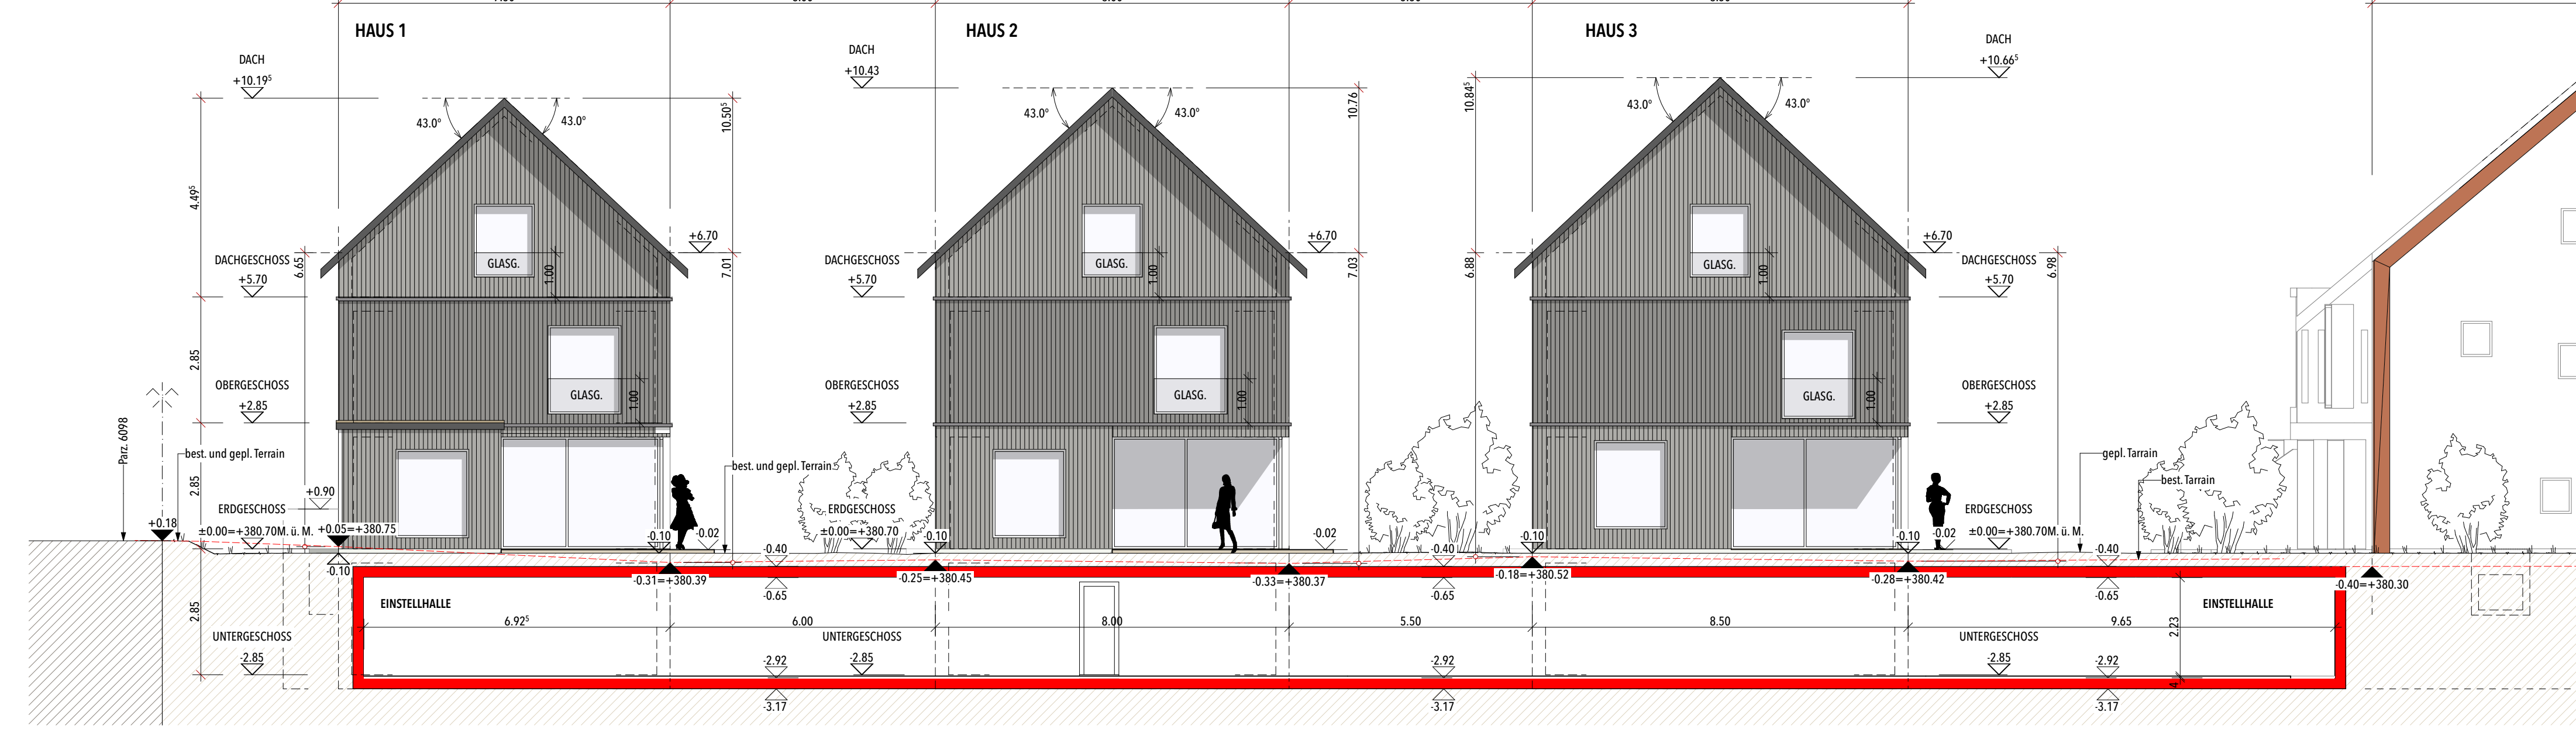 HAUS 1
HAUS 2
HAUS 3
DACH
+10.19⁵
DACH
+10.43
DACH
+10.66⁵
43.0°
43.0°
43.0°
43.0°
43.0°
43.0°
4.49⁵
10.50⁵
10.76
10.84⁵
DACHGESCHOSS
+5.70
6.65
GLASG.
1.00
+6.70
7.01
DACHGESCHOSS
+5.70
GLASG.
1.00
+6.70
7.03
6.88
GLASG.
1.00
+6.70
DACHGESCHOSS
+5.70
6.98
2.85
OBERGESCHOSS
+2.85
GLASG.
1.00
OBERGESCHOSS
+2.85
GLASG.
1.00
GLASG.
1.00
OBERGESCHOSS
+2.85
Parz. 6098
best. und gepl. Terrain
2.85
best. und gepl. Terrain
gepl. Tarrain
best. Tarrain
+0.90
ERDGESCHOSS
±0.00=+380.70M. ü. M.
+0.18
+0.05=+380.75
-0.10
-0.10
-0.02
ERDGESCHOSS
±0.00=+380.70
-0.10
-0.02
-0.10
-0.10
-0.02
ERDGESCHOSS
±0.00=+380.70M. ü. M.
-0.40
-0.65
-0.40
-0.65
-0.40
-0.65
-0.31=+380.39
-0.25=+380.45
-0.33=+380.37
-0.18=+380.52
-0.28=+380.42
-0.40=+380.30
EINSTELLHALLE
EINSTELLHALLE
2.85
6.92⁵
6.00
8.00
5.50
8.50
9.65
2.23
UNTERGESCHOSS
-2.85
UNTERGESCHOSS
-2.85
UNTERGESCHOSS
-2.85
-2.92
-3.17
-2.92
-3.17
-2.92
-3.17
4